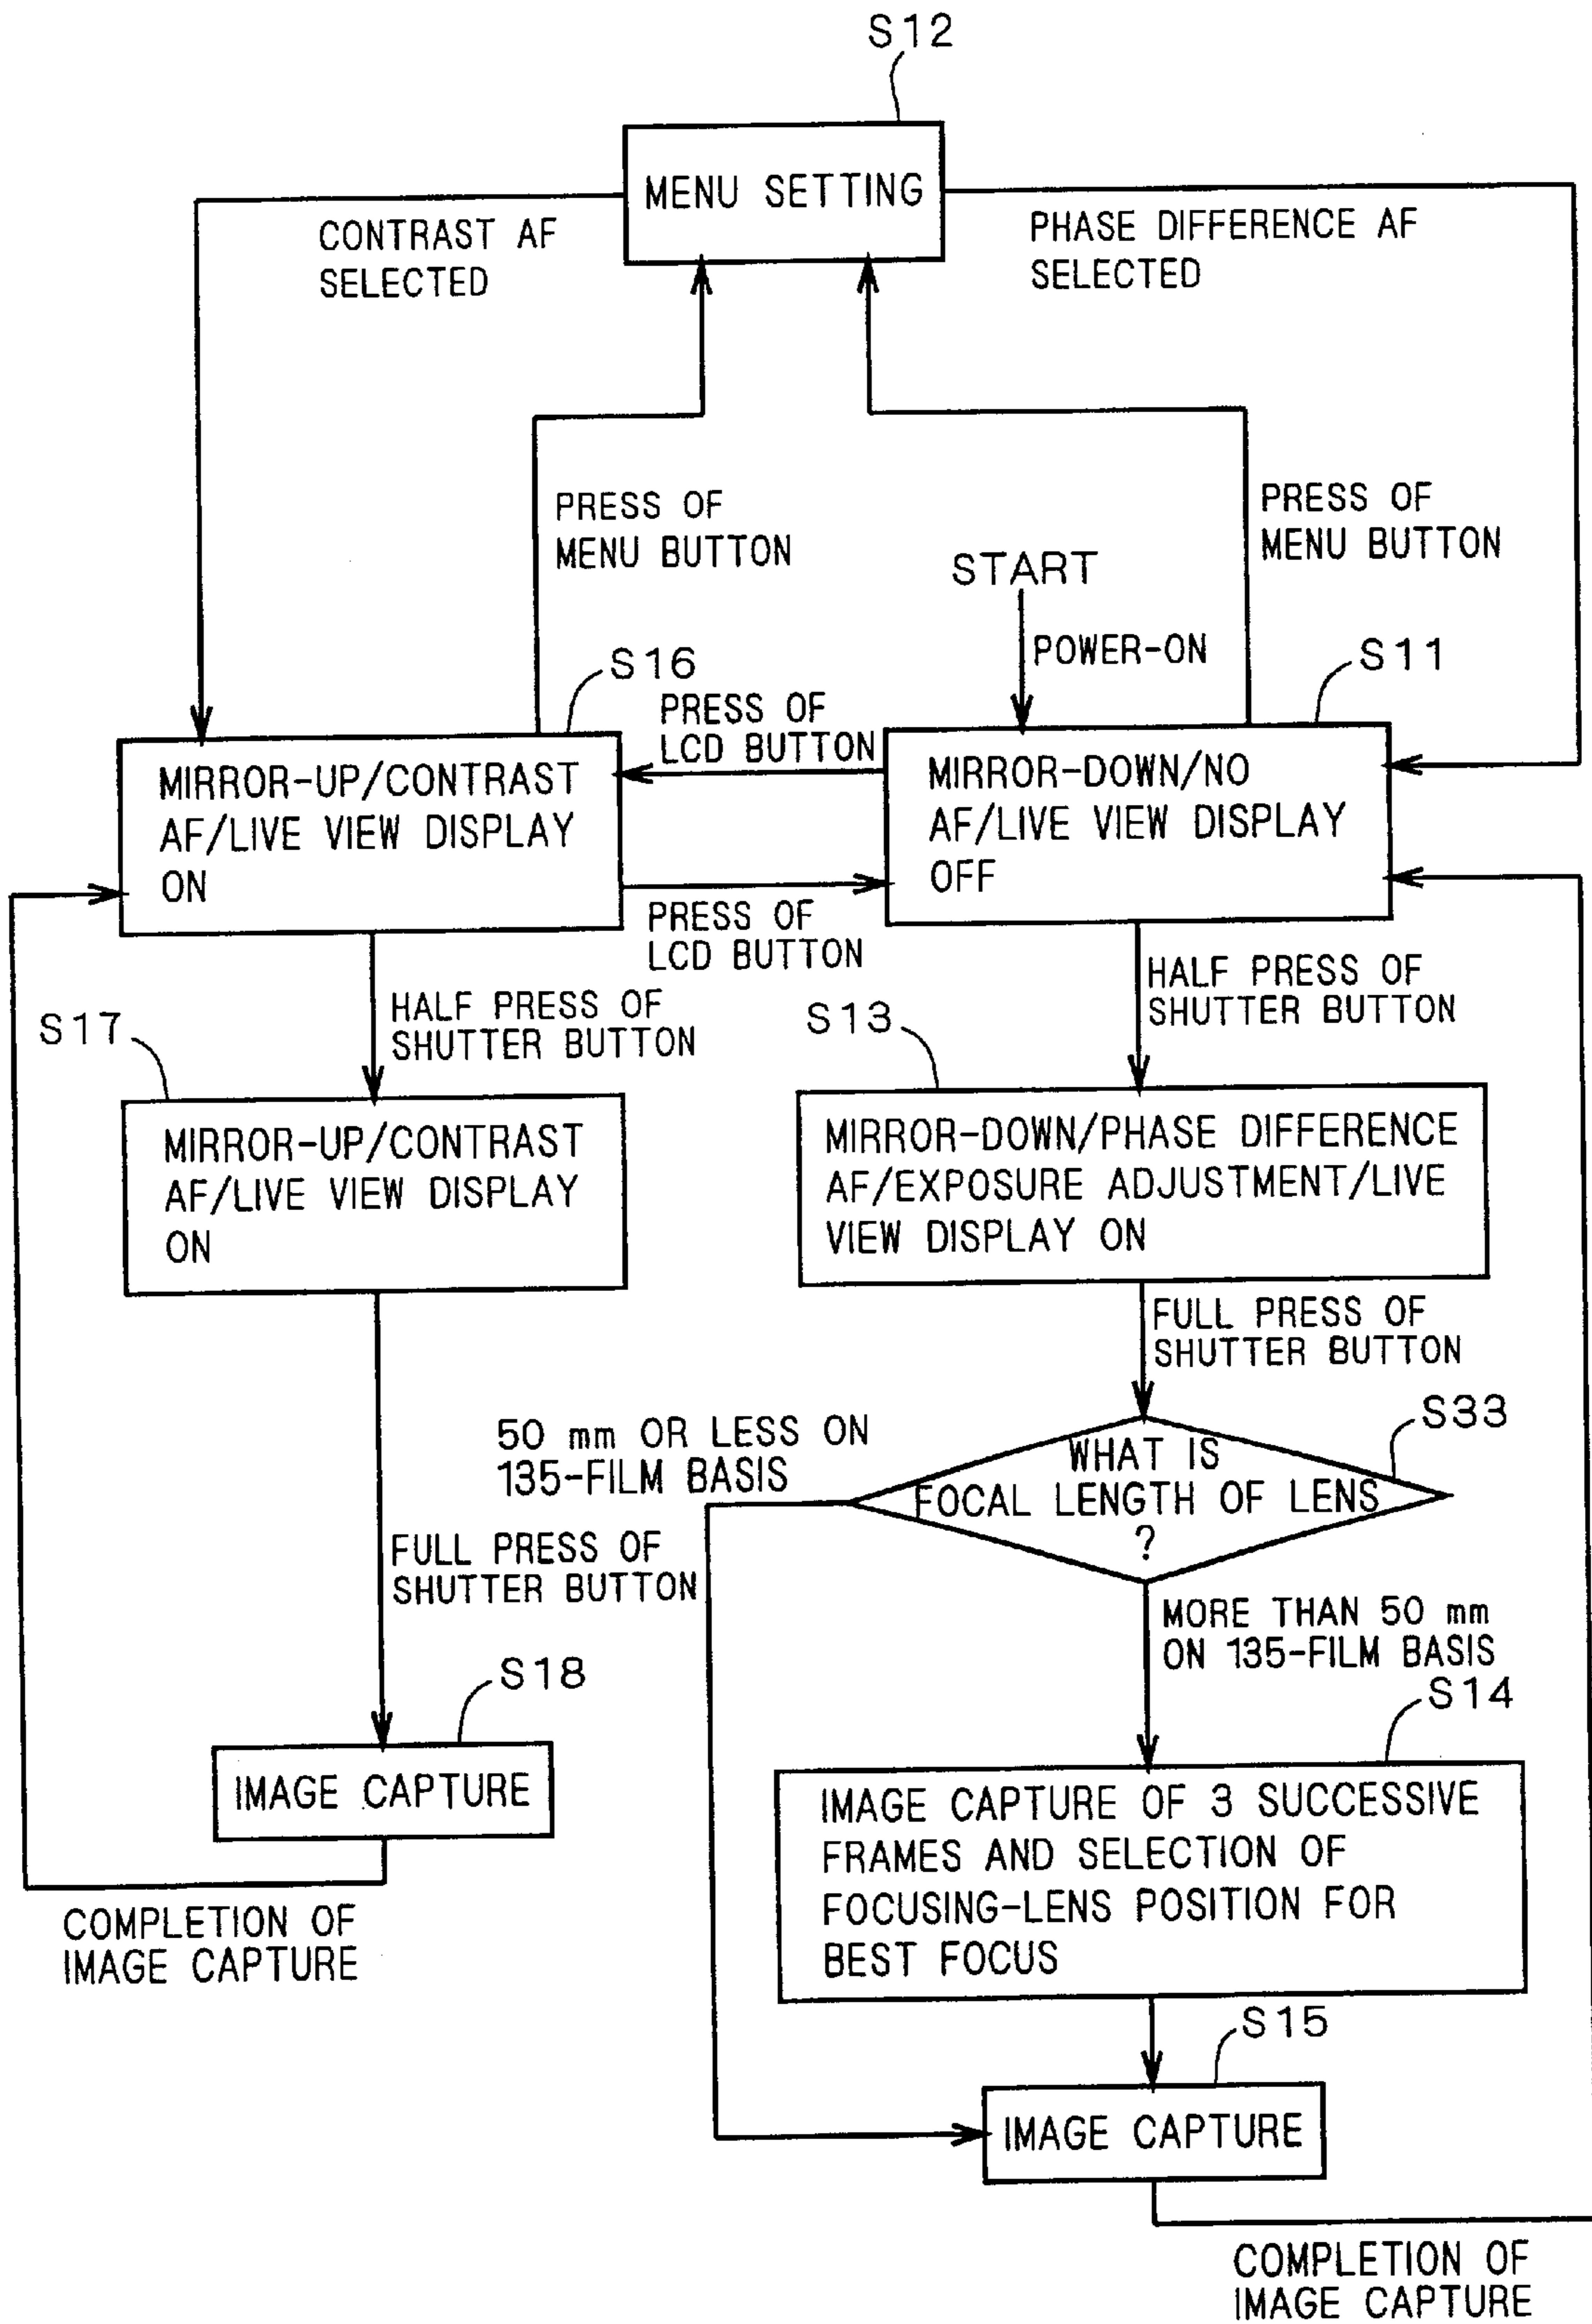 S12
MENU SETTING
CONTRAST AF
SELECTED
PHASE DIFFERENCE AF
SELECTED
PRESS OF
MENU BUTTON
PRESS OF
MENU BUTTON
START
POWER-ON
S16
S11
PRESS OF
LCD BUTTON
MIRROR-UP/CONTRAST
AF/LIVE VIEW DISPLAY
ON
MIRROR-DOWN/NO
AF/LIVE VIEW DISPLAY
OFF
PRESS OF
LCD BUTTON
HALF PRESS OF
SHUTTER BUTTON
HALF PRESS OF
SHUTTER BUTTON
S17
S13
MIRROR-UP/CONTRAST
AF/LIVE VIEW DISPLAY
ON
MIRROR-DOWN/PHASE DIFFERENCE
AF/EXPOSURE ADJUSTMENT/LIVE
VIEW DISPLAY ON
FULL PRESS OF
SHUTTER BUTTON
S33
50 mm OR LESS ON
135-FILM BASIS
WHAT IS
FOCAL LENGTH OF LENS
?
FULL PRESS OF
SHUTTER BUTTON
MORE THAN 50 mm
ON 135-FILM BASIS
S18
S14
IMAGE CAPTURE
IMAGE CAPTURE OF 3 SUCCESSIVE
FRAMES AND SELECTION OF
FOCUSING-LENS POSITION FOR
BEST FOCUS
COMPLETION OF
IMAGE CAPTURE
S15
IMAGE CAPTURE
COMPLETION OF
IMAGE CAPTURE